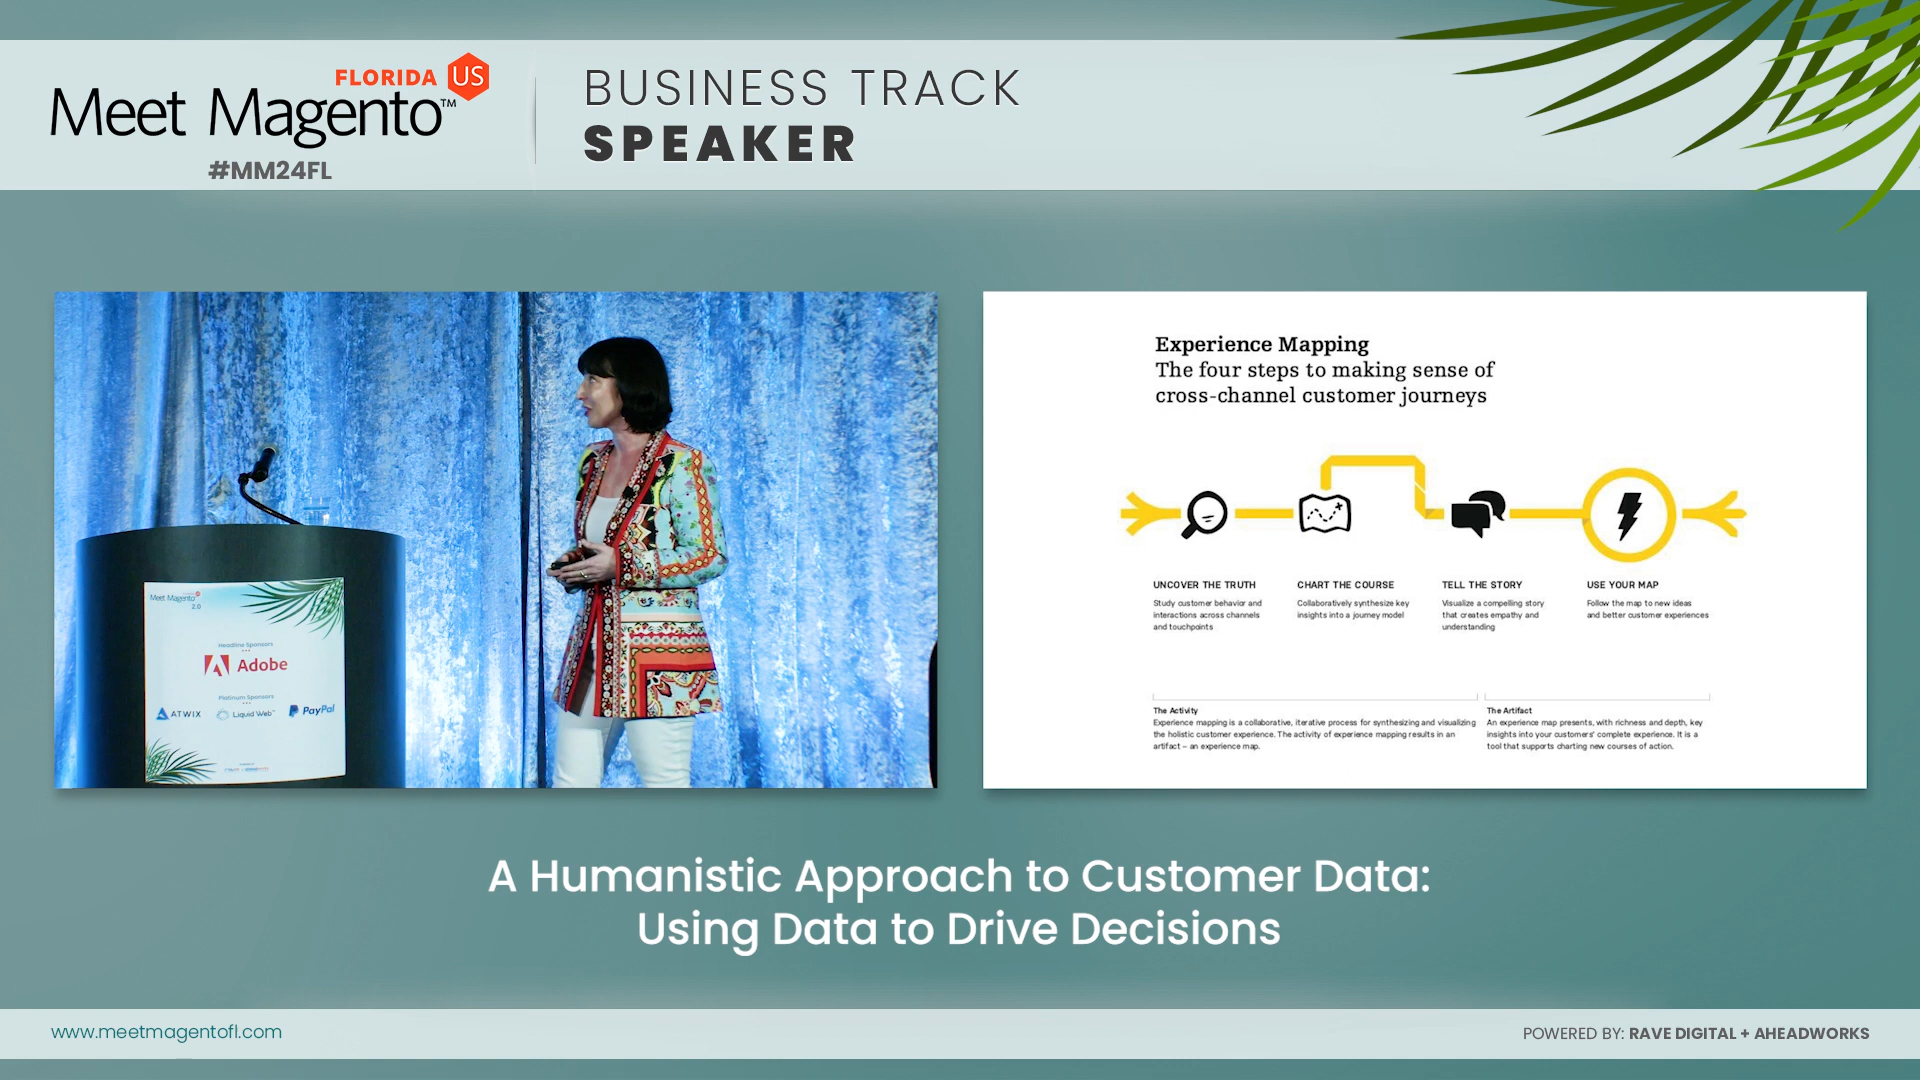 FLORIDA US
Meet Magento™
#MM24FL
BUSINESS TRACK
SPEAKER
Meet Magento
2.0
Headline Sponsors
Adobe
Platinum Sponsors
ATWIX
Liquid Web
PayPal
Experience Mapping
The four steps to making sense of
cross-channel customer journeys
UNCOVER THE TRUTH
Study customer behavior and
interactions across channels
and touchpoints
CHART THE COURSE
Collaboratively synthesize key
insights into a journey model
TELL THE STORY
Visualize a compelling story
that creates empathy and
understanding
USE YOUR MAP
Follow the map to new ideas
and better customer experiences
The Activity
Experience mapping is a collaborative, iterative process for synthesizing and visualizing
the holistic customer experience. The activity of experience mapping results in an
artifact – an experience map.
The Artifact
An experience map presents, with richness and depth, key
insights into your customers' complete experience. It is a
tool that supports charting new courses of action.
A Humanistic Approach to Customer Data:
Using Data to Drive Decisions
www.meetmagentofl.com
POWERED BY: RAVE DIGITAL + AHEADWORKS